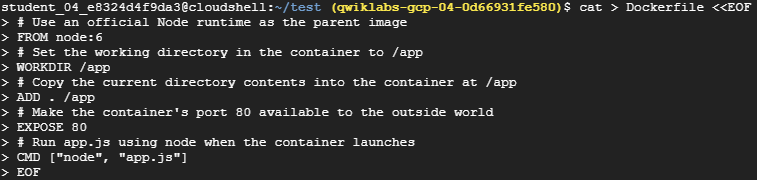 student_04_e8324d4f9da3@cloudshell:~/test (qwiklabs-gcp-04-0d66931fe580)$ cat > Dockerfile <<EOF
> # Use an official Node runtime as the parent image
> FROM node:6
> # Set the working directory in the container to /app
> WORKDIR /app
> # Copy the current directory contents into the container at /app
> ADD . /app
> # Make the container's port 80 available to the outside world
> EXPOSE 80
> # Run app.js using node when the container launches
> CMD ["node", "app.js"]
> EOF